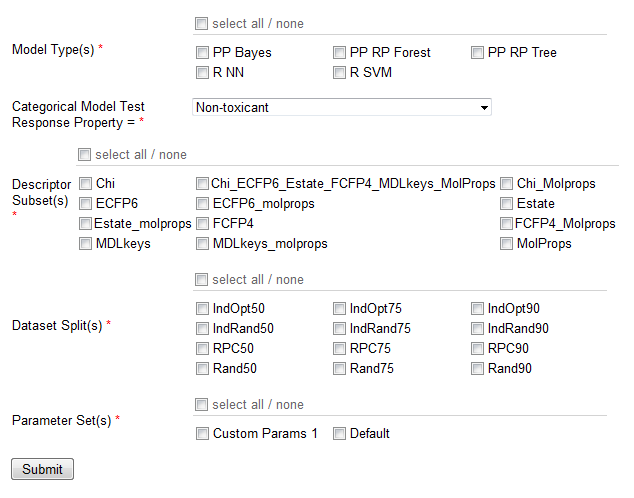 select all / none
Model Type(s) *
PP Bayes PP RP Forest PP RP Tree
R NN R SVM
Categorical Model Test
Response Property = *
Non-toxicant
select all / none
Descriptor
Subset(s)
*
Chi Chi_ECFP6_Estate_FCFP4_MDLkeys_MolProps Chi_Molprops
ECFP6 ECFP6_molprops Estate
Estate_molprops FCFP4 FCFP4_Molprops
MDLkeys MDLkeys_molprops MolProps
select all / none
Dataset Split(s) *
IndOpt50 IndOpt75 IndOpt90
IndRand50 IndRand75 IndRand90
RPC50 RPC75 RPC90
Rand50 Rand75 Rand90
select all / none
Parameter Set(s) *
Custom Params 1 Default
Submit